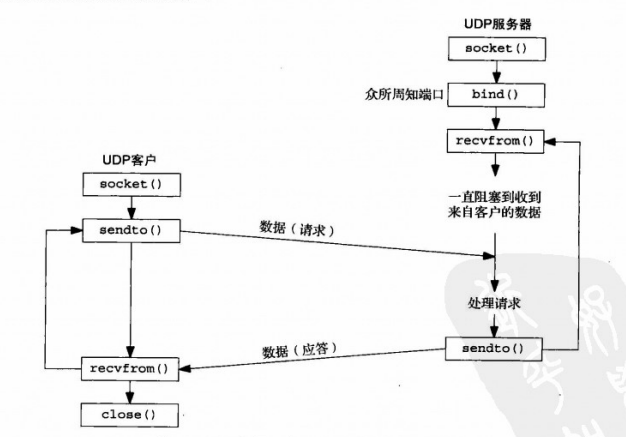 UDP服务器
socket()
众所周知端口
bind()
recvfrom()
一直阻塞到收到
来自客户的数据
UDP客户
socket()
sendto()
数据（请求）
处理请求
sendto()
数据（应答）
recvfrom()
close()